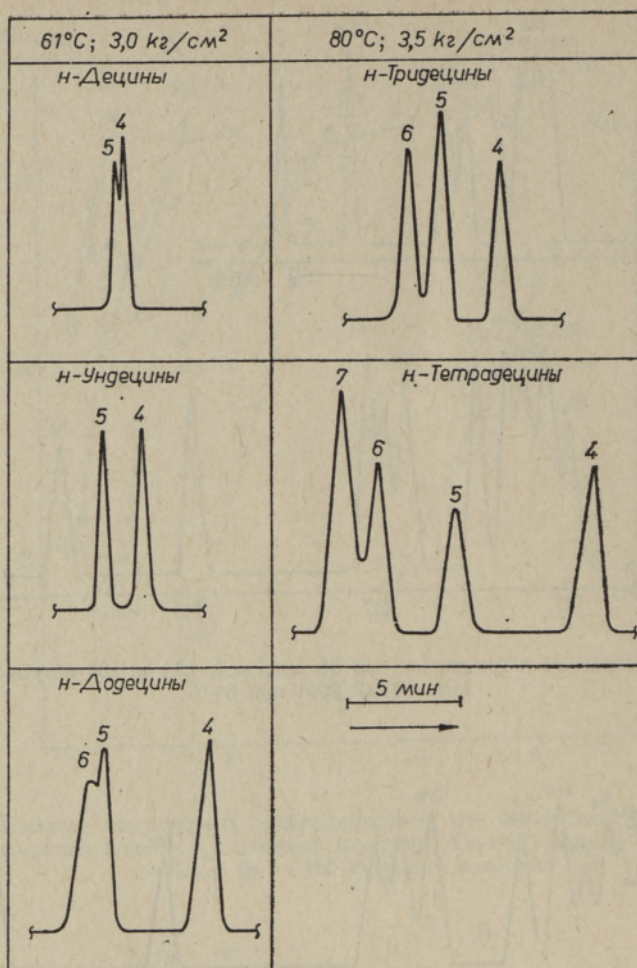 61°С; 3,0 кг/см²
80°С; 3,5 кг/см²
н-Децины
5 4
н-Тридецины
6 5 4
н-Ундецины
5 4
н-Тетрадецины
7 6 5 4
н-Додецины
6 5 4
5 мин